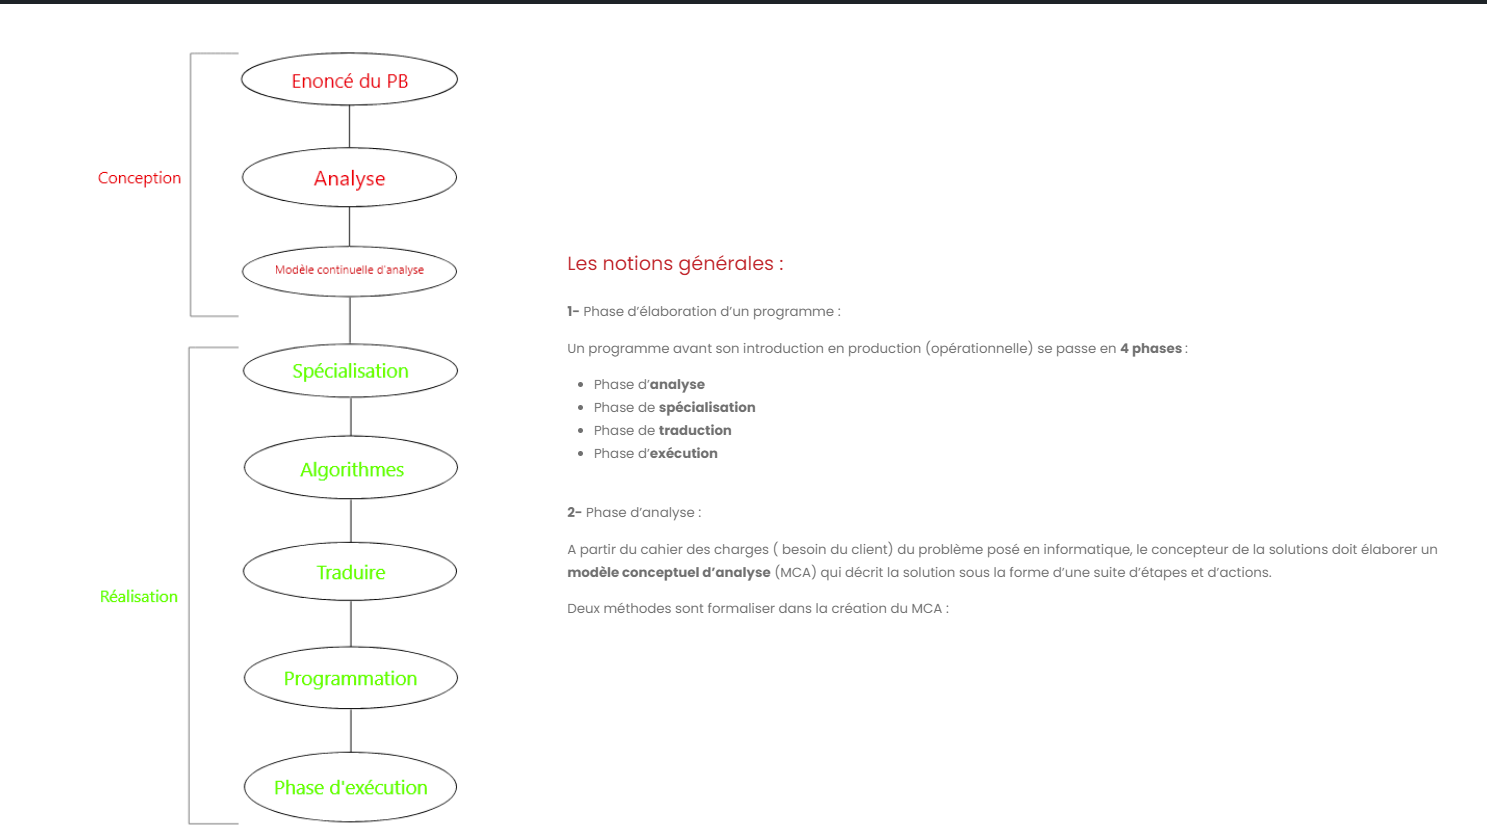 Enoncé du PB
Analyse
Conception
Modèle continuelle d'analyse
Spécialisation
Algorithmes
Traduire
Réalisation
Programmation
Phase d'exécution
Les notions générales :
1- Phase d’élaboration d’un programme :
Un programme avant son introduction en production (opérationnelle) se passe en 4 phases :
• Phase d’analyse
• Phase de spécialisation
• Phase de traduction
• Phase d’exécution
2- Phase d’analyse :
A partir du cahier des charges ( besoin du client) du problème posé en informatique, le concepteur de la solutions doit élaborer un
modèle conceptuel d’analyse (MCA) qui décrit la solution sous la forme d’une suite d’étapes et d’actions.
Deux méthodes sont formaliser dans la création du MCA :